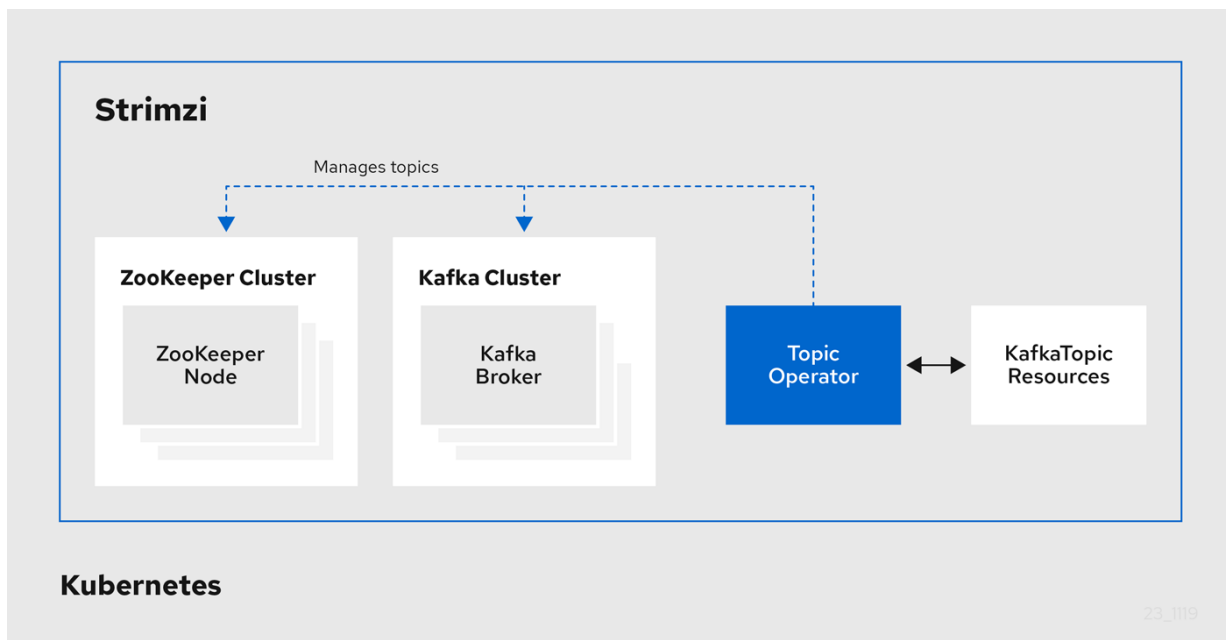 Strimzi
Manages topics
ZooKeeper Cluster
Kafka Cluster
ZooKeeper
Node
Kafka
Broker
Topic
Operator
KafkaTopic
Resources
Kubernetes
23_1119